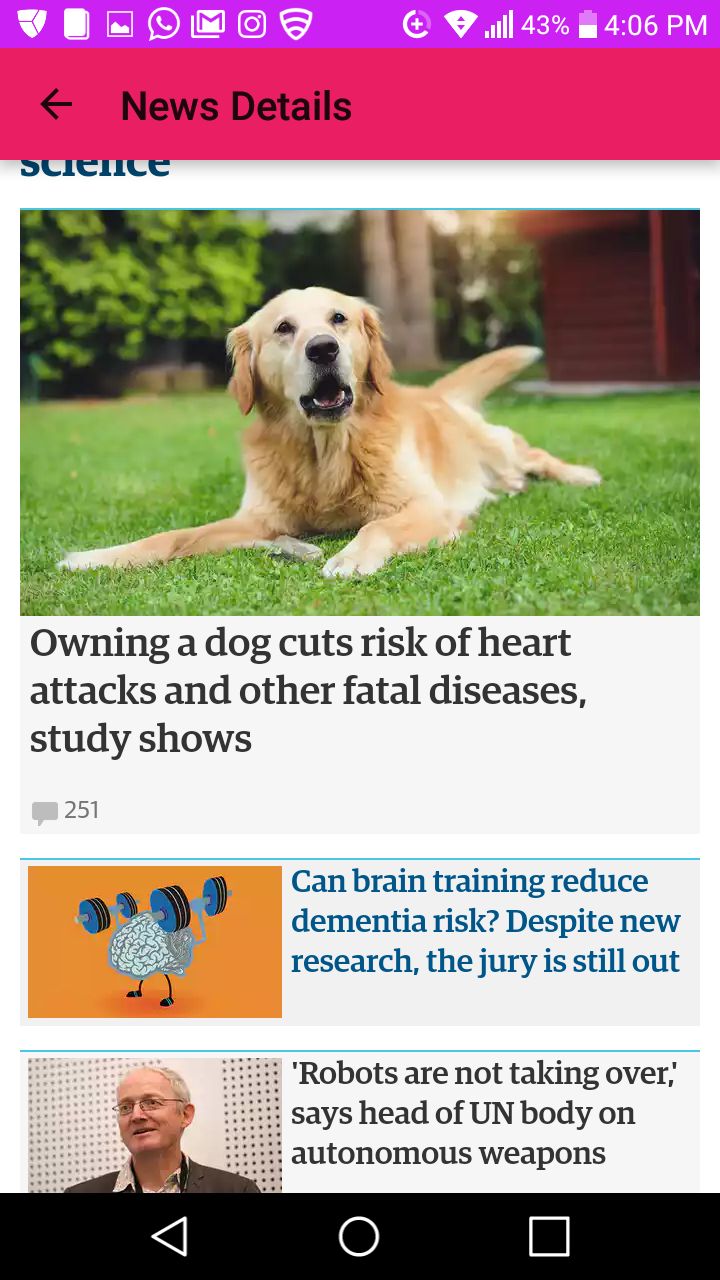 43% 4:06 PM
News Details
science
Owning a dog cuts risk of heart
attacks and other fatal diseases,
study shows
251
Can brain training reduce
dementia risk? Despite new
research, the jury is still out
'Robots are not taking over,'
says head of UN body on
autonomous weapons